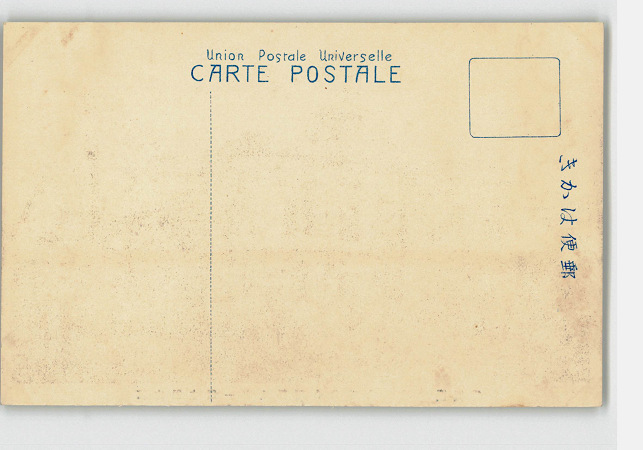 Union Postale Universelle
CARTE POSTALE
きかは便郵